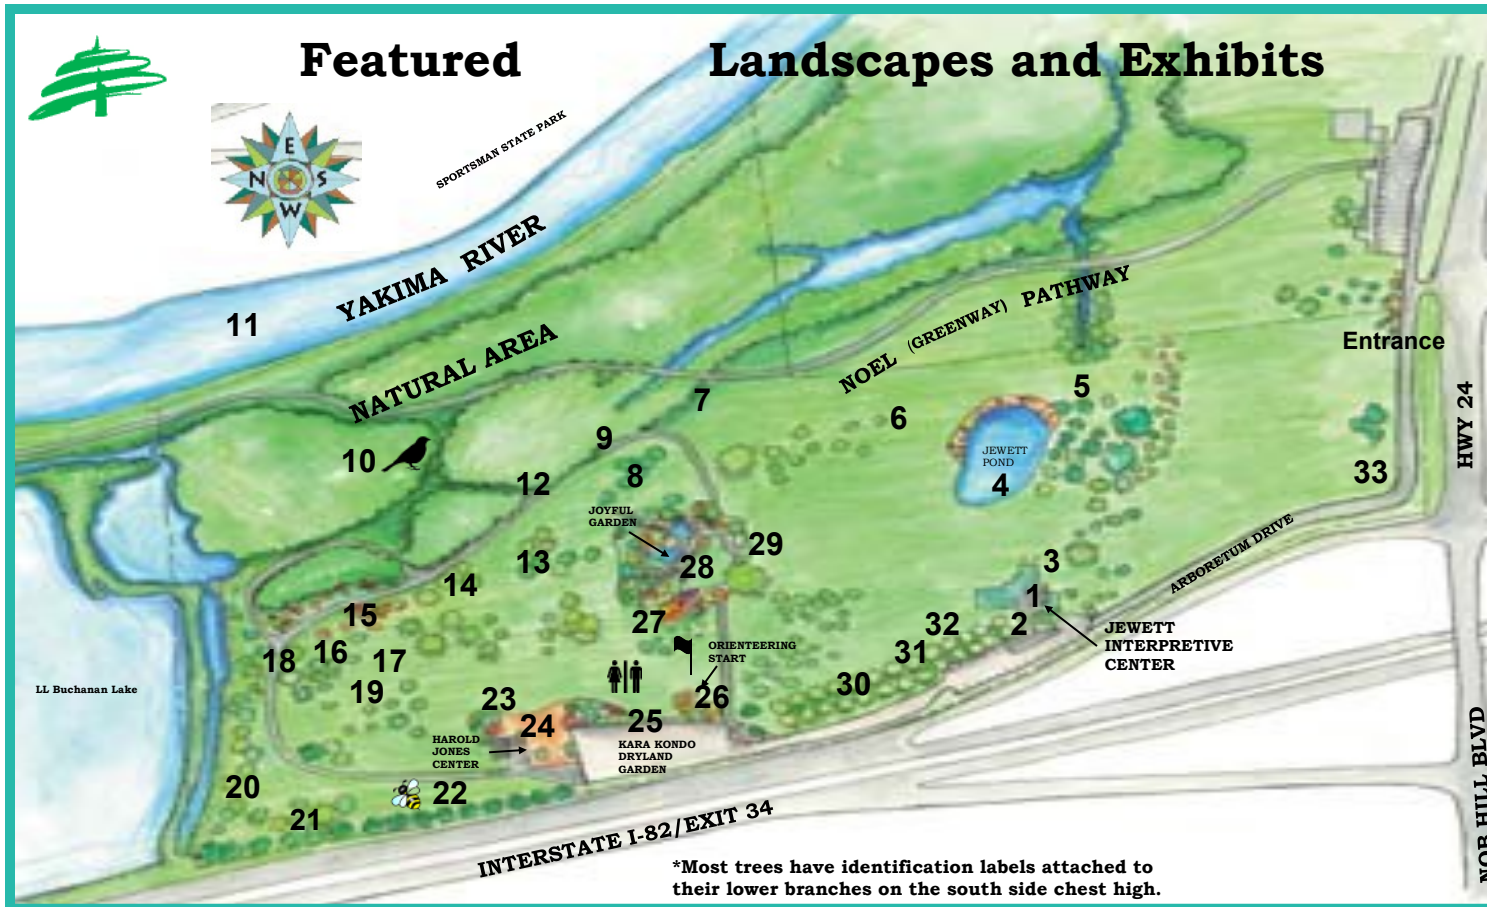 Featured Landscapes and Exhibits
E
N S
W
SPORTSMAN STATE PARK
YAKIMA RIVER
11
NATURAL AREA
NOEL (GREENWAY) PATHWAY
Entrance
HWY 24
7
5
6
9
10
8
12
JEWETT
POND
4
33
JOYFUL
GARDEN
29
13
28
3
14
ARBORETUM DRIVE
1
15
27
32
2
JEWETT
INTERPRETIVE
CENTER
16
18
17
31
ORIENTEERING
START
LL Buchanan Lake
19
30
23
26
24
25
HAROLD
JONES
CENTER
KARA KONDO
DRYLAND
GARDEN
20
22
21
INTERSTATE I-82/EXIT 34
NOB HILL BLVD
*Most trees have identification labels attached to
their lower branches on the south side chest high.